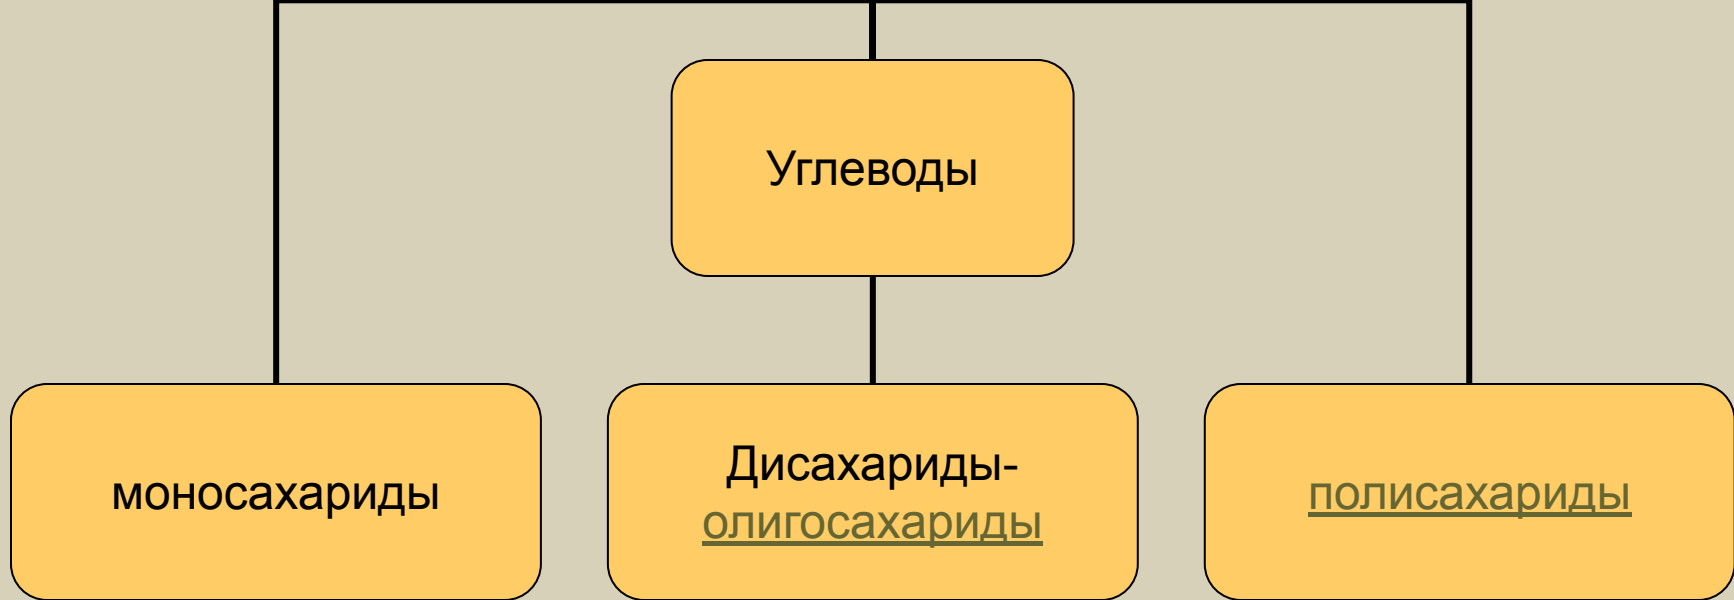 Углеводы
моносахариды
Дисахариды-
олигосахариды
полисахариды